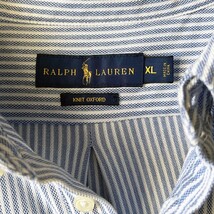 RALPH LAUREN XL
KNIT OXFORD